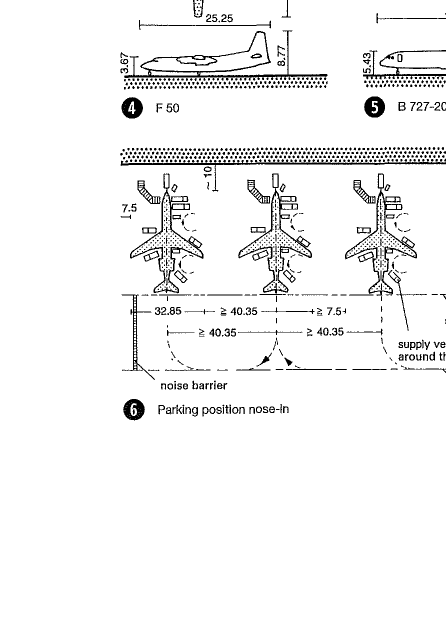 25.25
3.67
8.77
5.43
4 F 50
5 B 727-20
~10
7.5
32.85 ≧ 40.35 ≧ 7.5
≧ 40.35 ≧ 40.35
supply ve
around th
noise barrier
6 Parking position nose-in